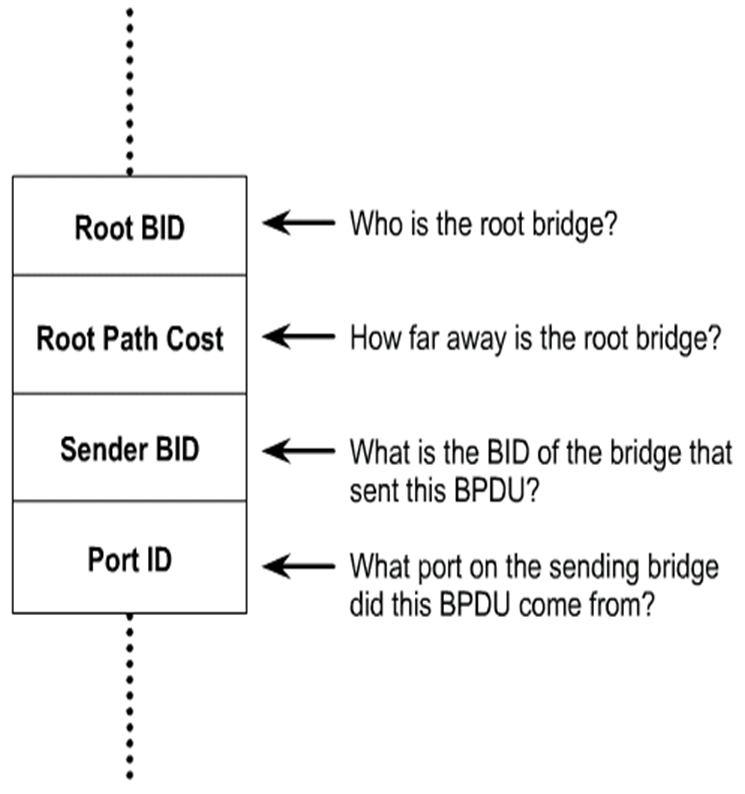 Root BID
Who is the root bridge?
Root Path Cost
How far away is the root bridge?
Sender BID
What is the BID of the bridge that
sent this BPDU?
Port ID
What port on the sending bridge
did this BPDU come from?